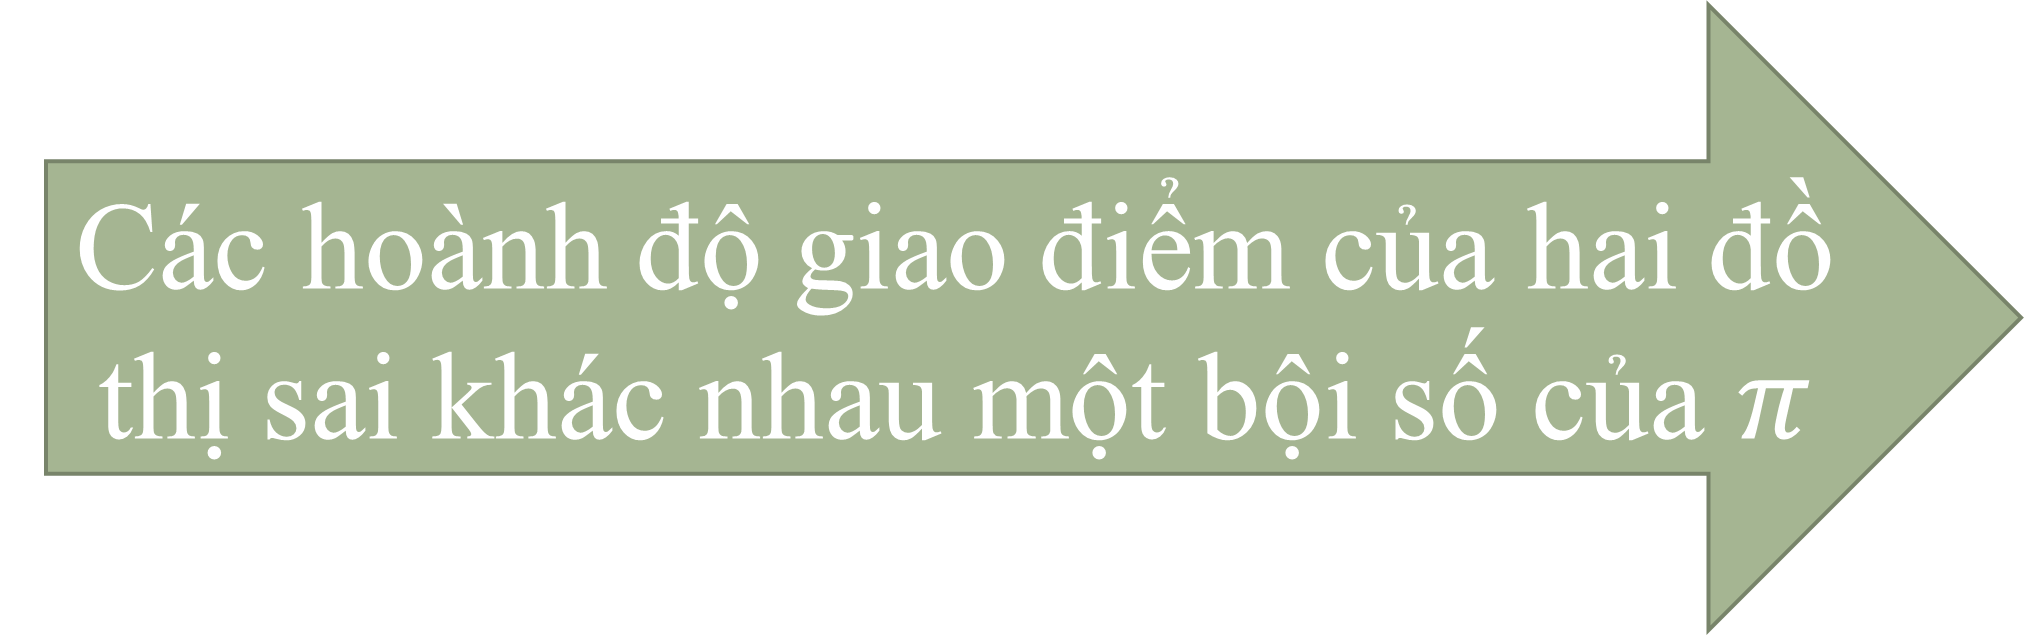 Các hoành độ giao điểm của hai đồ
thị sai khác nhau một bội số của π